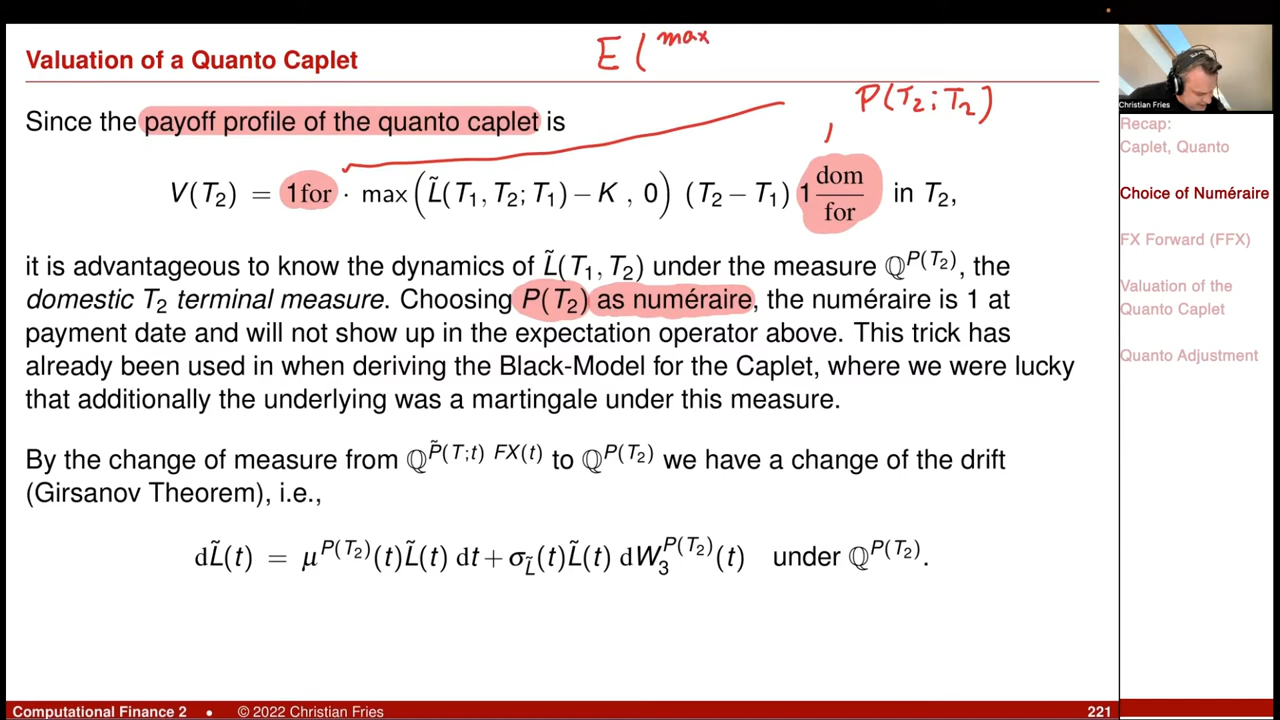 Valuation of a Quanto Caplet
E ( max
P(T₂; T₂)
Since the payoff profile of the quanto caplet is
V(T₂) = 1for · max(L̃(T₁, T₂; T₁) − K , 0) (T₂ − T₁) 1 dom/for in T₂,
it is advantageous to know the dynamics of L̃(T₁, T₂) under the measure ℚ^P(T₂), the
domestic T₂ terminal measure. Choosing P(T₂) as numéraire, the numéraire is 1 at
payment date and will not show up in the expectation operator above. This trick has
already been used in when deriving the Black-Model for the Caplet, where we were lucky
that additionally the underlying was a martingale under this measure.
By the change of measure from ℚ^P̃(T;t) FX(t) to ℚ^P(T₂) we have a change of the drift
(Girsanov Theorem), i.e.,
dL̃(t) = μ^P(T₂)(t)L̃(t) dt + σ_L̃(t)L̃(t) dW₃^P(T₂)(t) under ℚ^P(T₂).
Christian Fries
Recap:
Caplet, Quanto
Choice of Numéraire
FX Forward (FFX)
Valuation of the
Quanto Caplet
Quanto Adjustment
Computational Finance 2 • © 2022 Christian Fries 221